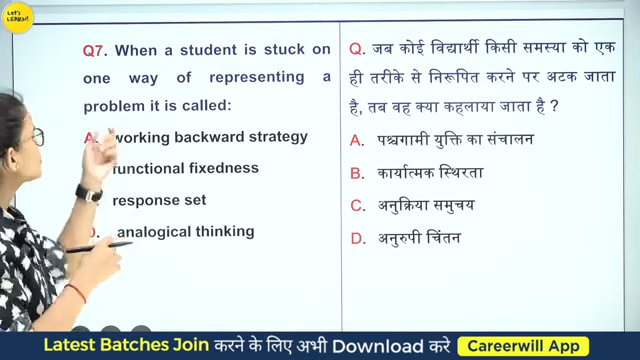 LET'S
LEARN!
Q7. When a student is stuck on
one way of representing a
problem it is called:
A. working backward strategy
functional fixedness
response set
D. analogical thinking
Q. जब कोई विद्यार्थी किसी समस्या को एक
ही तरीके से निरूपित करने पर अटक जाता
है, तब वह क्या कहलाया जाता है ?
A. पश्चगामी युक्ति का संचालन
B. कार्यात्मक स्थिरता
C. अनुक्रिया समुचय
D. अनुरुपी चिंतन
Latest Batches Join करने के लिए अभी Download करे Careerwill App